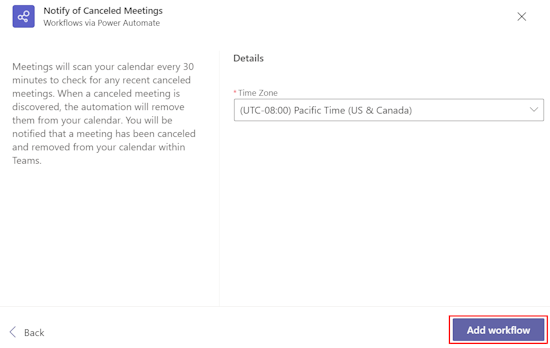 Notify of Canceled Meetings
Workflows via Power Automate
Meetings will scan your calendar every 30
minutes to check for any recent canceled
meetings. When a canceled meeting is
discovered, the automation will remove
them from your calendar. You will be
notified that a meeting has been canceled
and removed from your calendar within
Teams.
Details
* Time Zone
(UTC-08:00) Pacific Time (US & Canada)
Back
Add workflow